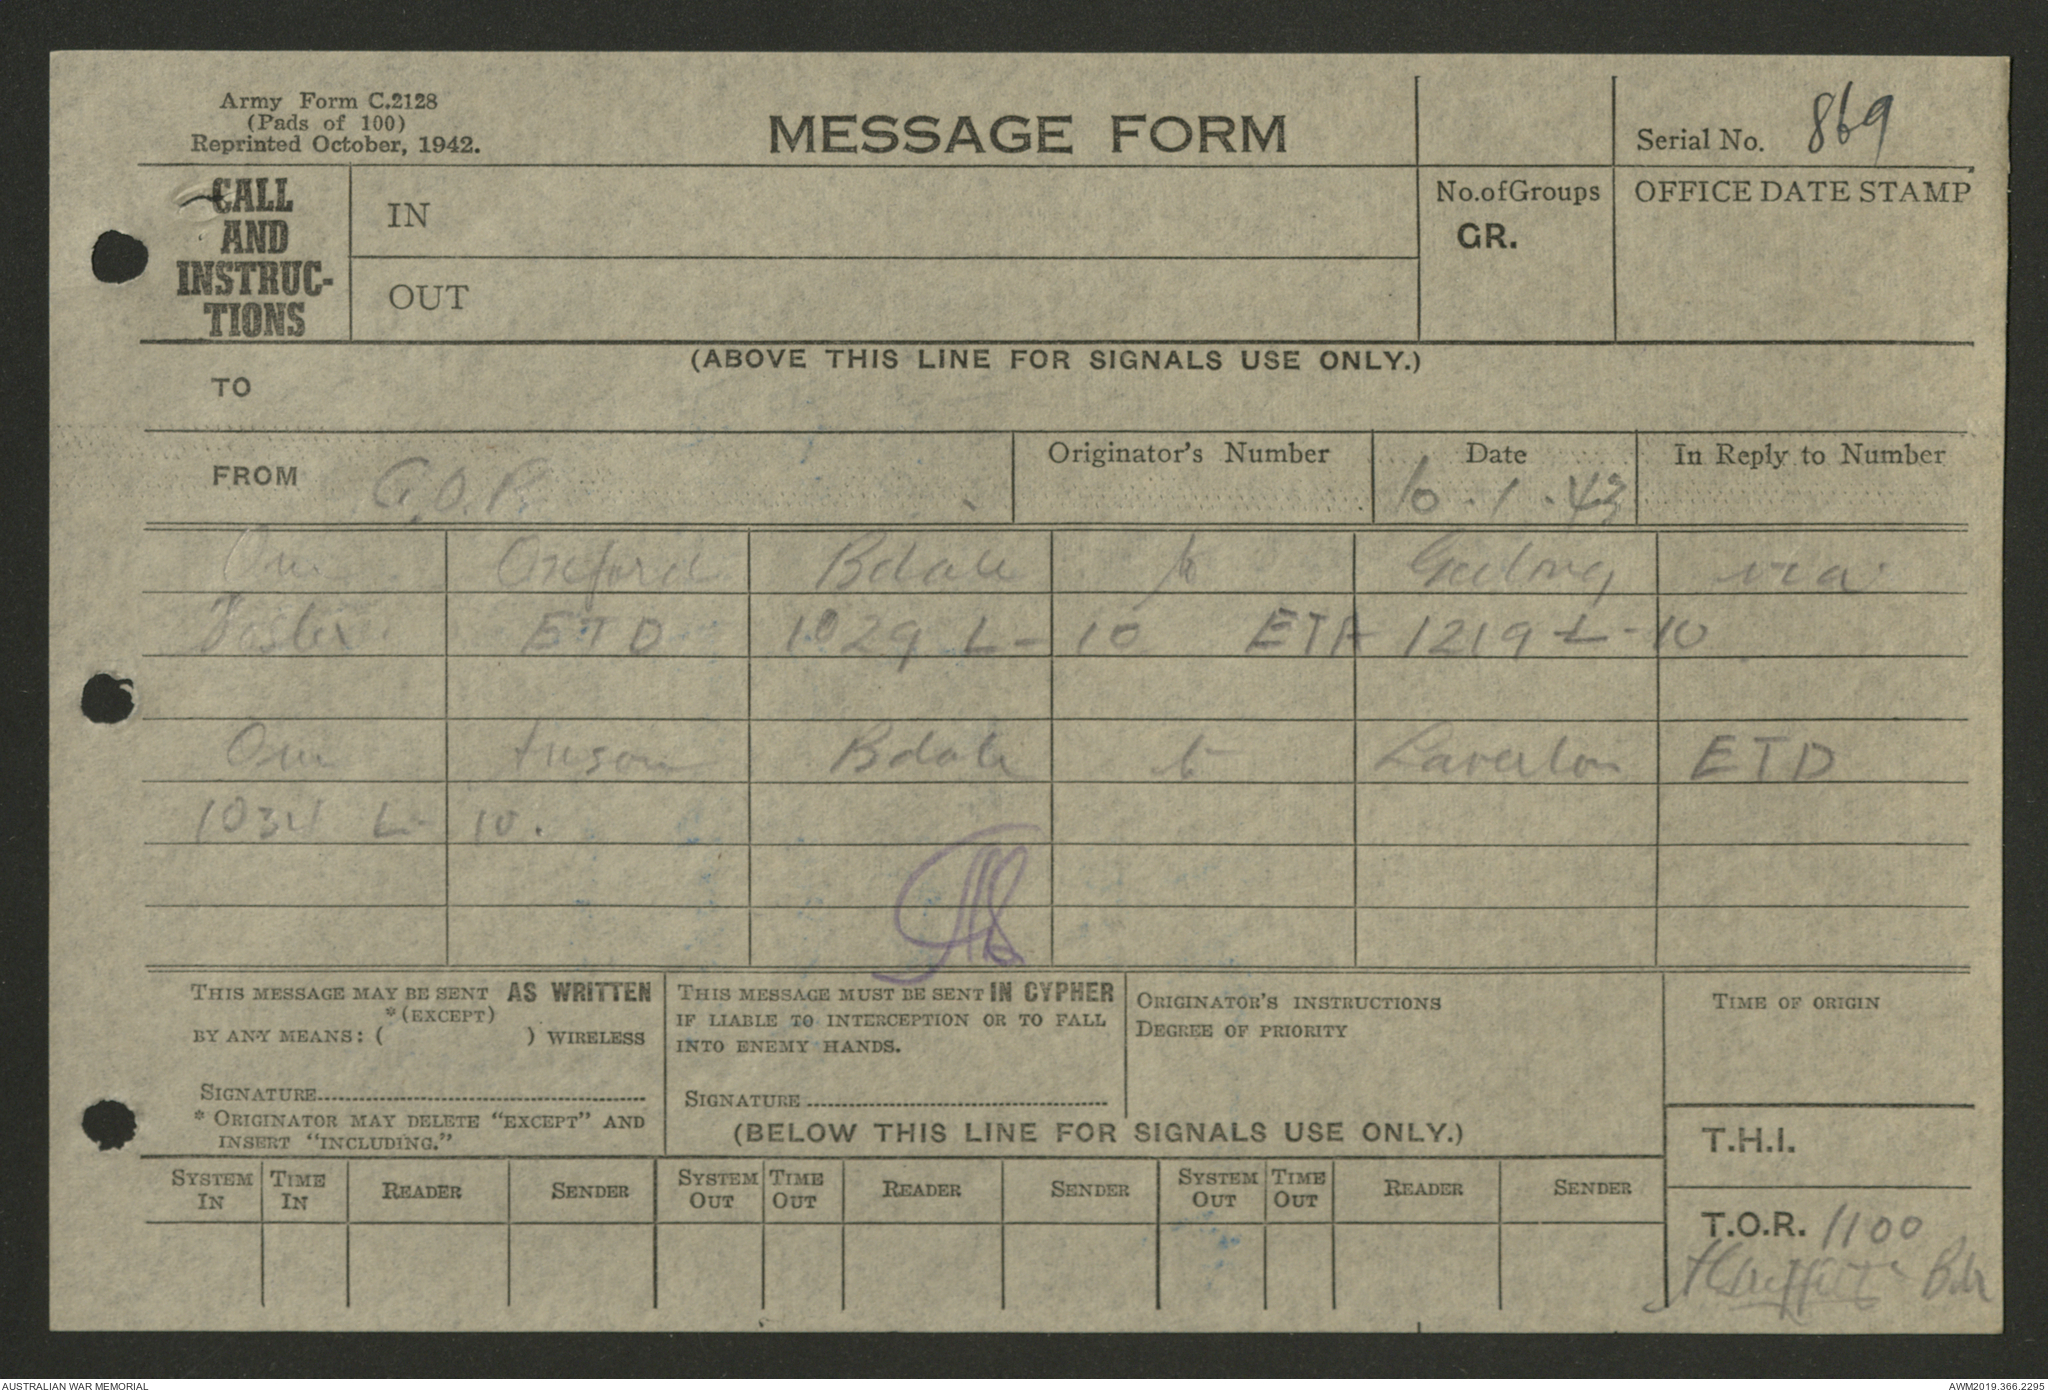 Army Form C.2128
(Pads of 100)
Reprinted October, 1942.
MESSAGE FORM
Serial No. 869
CALL
AND
INSTRUC-
TIONS
IN
OUT
No. of Groups
GR.
OFFICE DATE STAMP
(ABOVE THIS LINE FOR SIGNALS USE ONLY.)
TO
FROM G.O.R.
Originator's Number
Date
10.1.43
In Reply to Number
Our Oxford Bdale to Geelong via
Foster ETD 1029 L-10 ETA 1219 L-10
Our Anson Bdale to Laverton ETD
1034 L-10.
THIS MESSAGE MAY BE SENT AS WRITTEN
*(EXCEPT)
BY ANY MEANS: ( ) WIRELESS
SIGNATURE
* ORIGINATOR MAY DELETE "EXCEPT" AND
INSERT "INCLUDING."
THIS MESSAGE MUST BE SENT IN CYPHER
IF LIABLE TO INTERCEPTION OR TO FALL
INTO ENEMY HANDS.
SIGNATURE
ORIGINATOR'S INSTRUCTIONS
DEGREE OF PRIORITY
TIME OF ORIGIN
(BELOW THIS LINE FOR SIGNALS USE ONLY.)
T.H.I.
SYSTEM IN
TIME IN
READER
SENDER
SYSTEM OUT
TIME OUT
READER
SENDER
SYSTEM OUT
TIME OUT
READER
SENDER
T.O.R. 1100
Bdr
AUSTRALIAN WAR MEMORIAL
AWM2019.366.2295